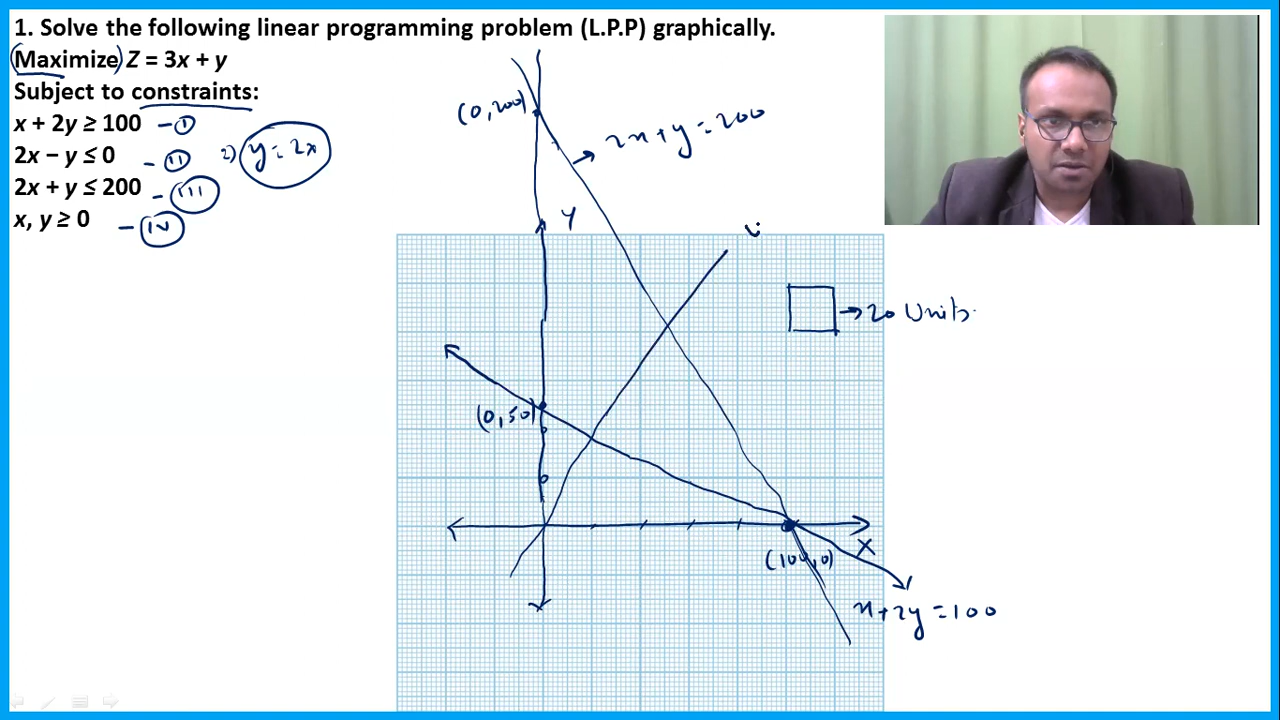 1. Solve the following linear programming problem (L.P.P) graphically.
(Maximize) Z = 3x + y
Subject to constraints:
x + 2y ≥ 100 - (i)
2x − y ≤ 0 - (ii) 2) y = 2x
2x + y ≤ 200 - (iii)
x, y ≥ 0 - (iv)
(0, 200)
→ 2x + y = 200
Y
→ 20 Units
(0, 50)
(100, 0)
X
x + 2y = 100